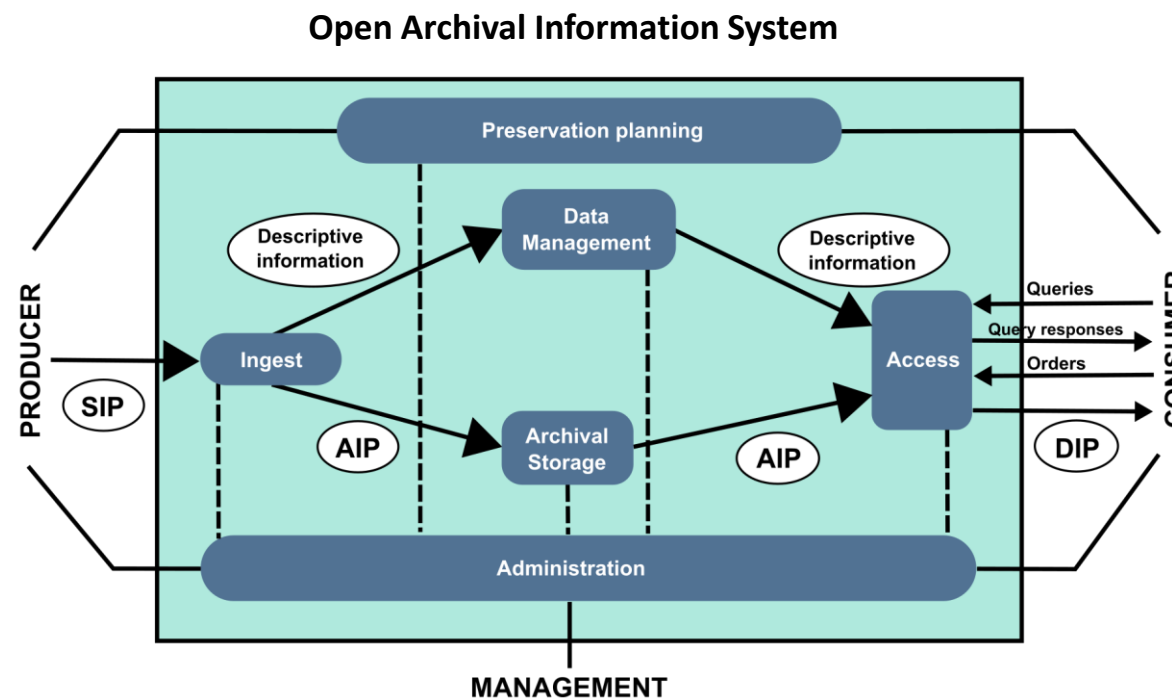 Open Archival Information System
Preservation planning
Data
Management
Descriptive
information
Descriptive
information
Queries
Query responses
Orders
Ingest
Access
PRODUCER
CONSUMER
SIP
AIP
Archival
Storage
AIP
DIP
Administration
MANAGEMENT